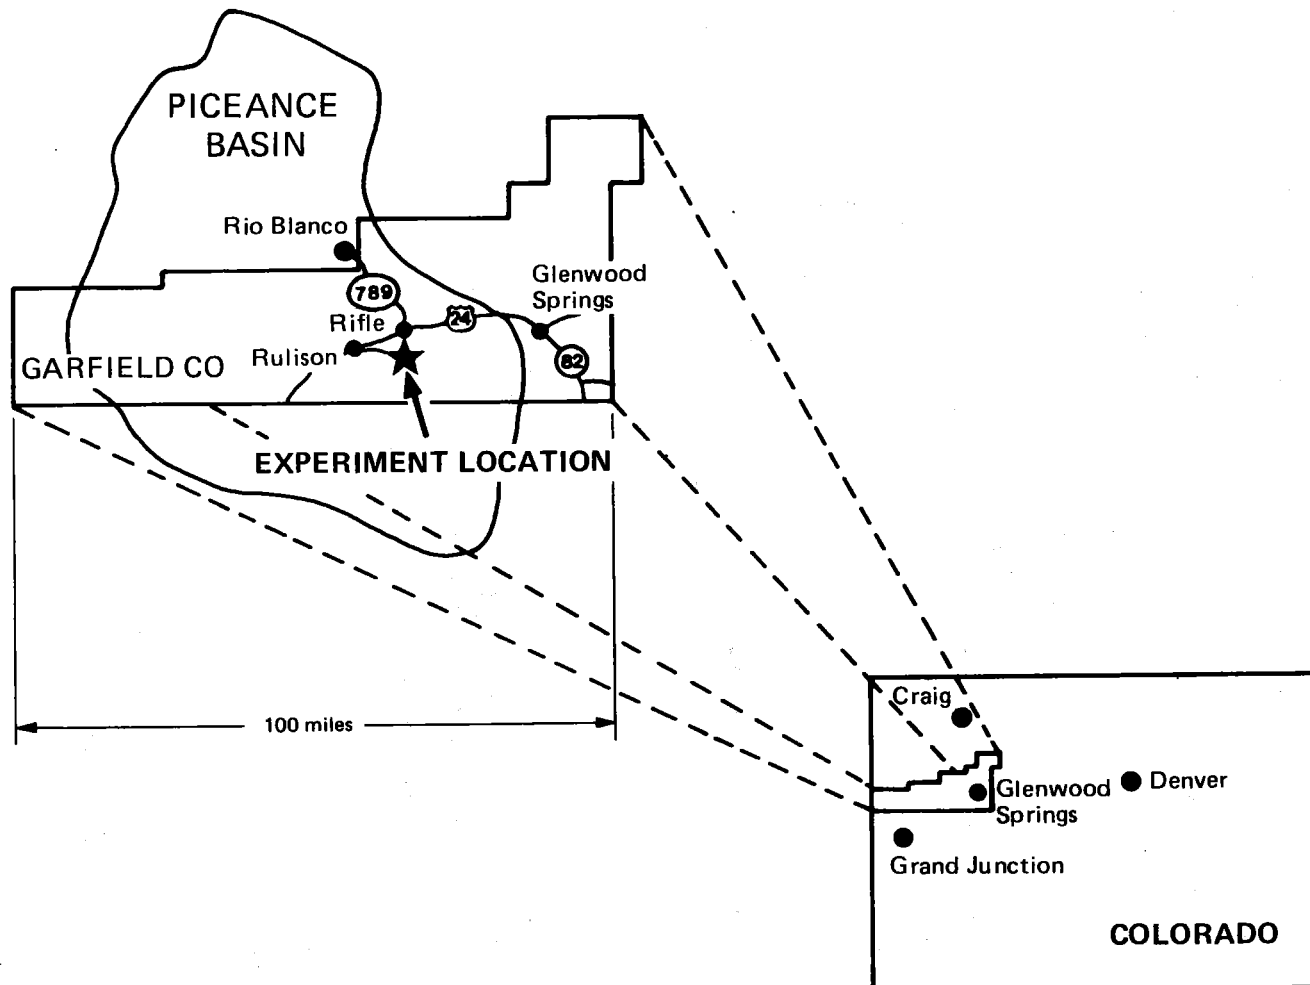 PICEANCE
BASIN
Rio Blanco
Glenwood
Springs
789
24
Rifle
Rulison
82
GARFIELD CO
EXPERIMENT LOCATION
100 miles
Craig
Denver
Glenwood
Springs
Grand Junction
COLORADO